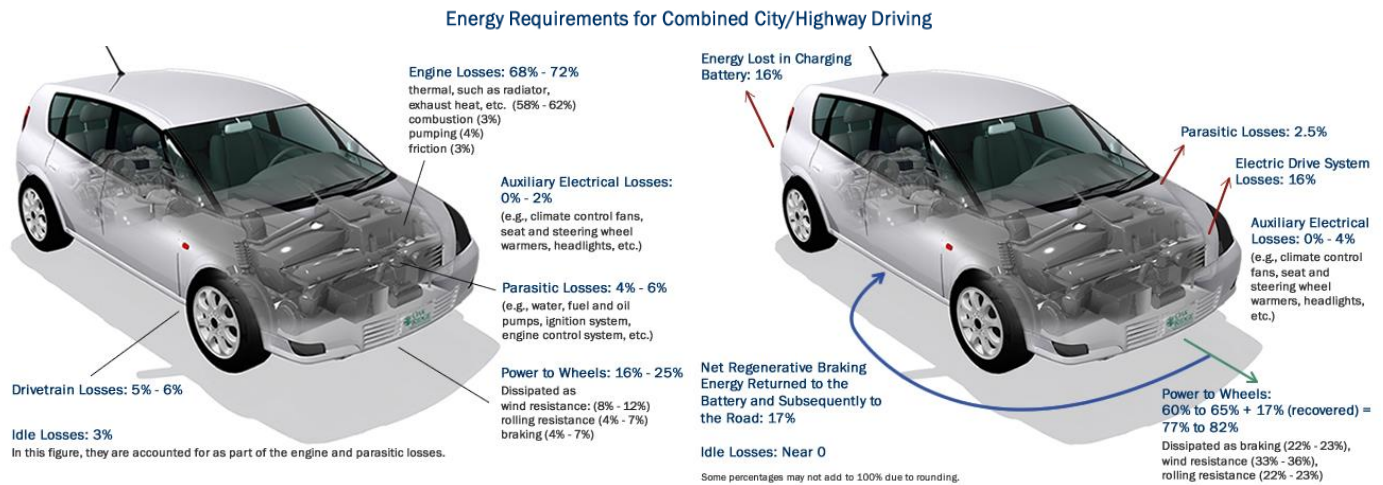 Energy Requirements for Combined City/Highway Driving
Engine Losses: 68% - 72%
thermal, such as radiator,
exhaust heat, etc. (58% - 62%)
combustion (3%)
pumping (4%)
friction (3%)
Auxiliary Electrical Losses:
0% - 2%
(e.g., climate control fans,
seat and steering wheel
warmers, headlights, etc.)
Parasitic Losses: 4% - 6%
(e.g., water, fuel and oil
pumps, ignition system,
engine control system, etc.)
Power to Wheels: 16% - 25%
Dissipated as
wind resistance: (8% - 12%)
rolling resistance (4% - 7%)
braking (4% - 7%)
Drivetrain Losses: 5% - 6%
Idle Losses: 3%
In this figure, they are accounted for as part of the engine and parasitic losses.
Energy Lost in Charging
Battery: 16%
Parasitic Losses: 2.5%
Electric Drive System
Losses: 16%
Auxiliary Electrical
Losses: 0% - 4%
(e.g., climate control
fans, seat and
steering wheel
warmers, headlights,
etc.)
Net Regenerative Braking
Energy Returned to the
Battery and Subsequently to
the Road: 17%
Idle Losses: Near 0
Some percentages may not add to 100% due to rounding.
Power to Wheels:
60% to 65% + 17% (recovered) =
77% to 82%
Dissipated as braking (22% - 23%),
wind resistance (33% - 36%),
rolling resistance (22% - 23%)